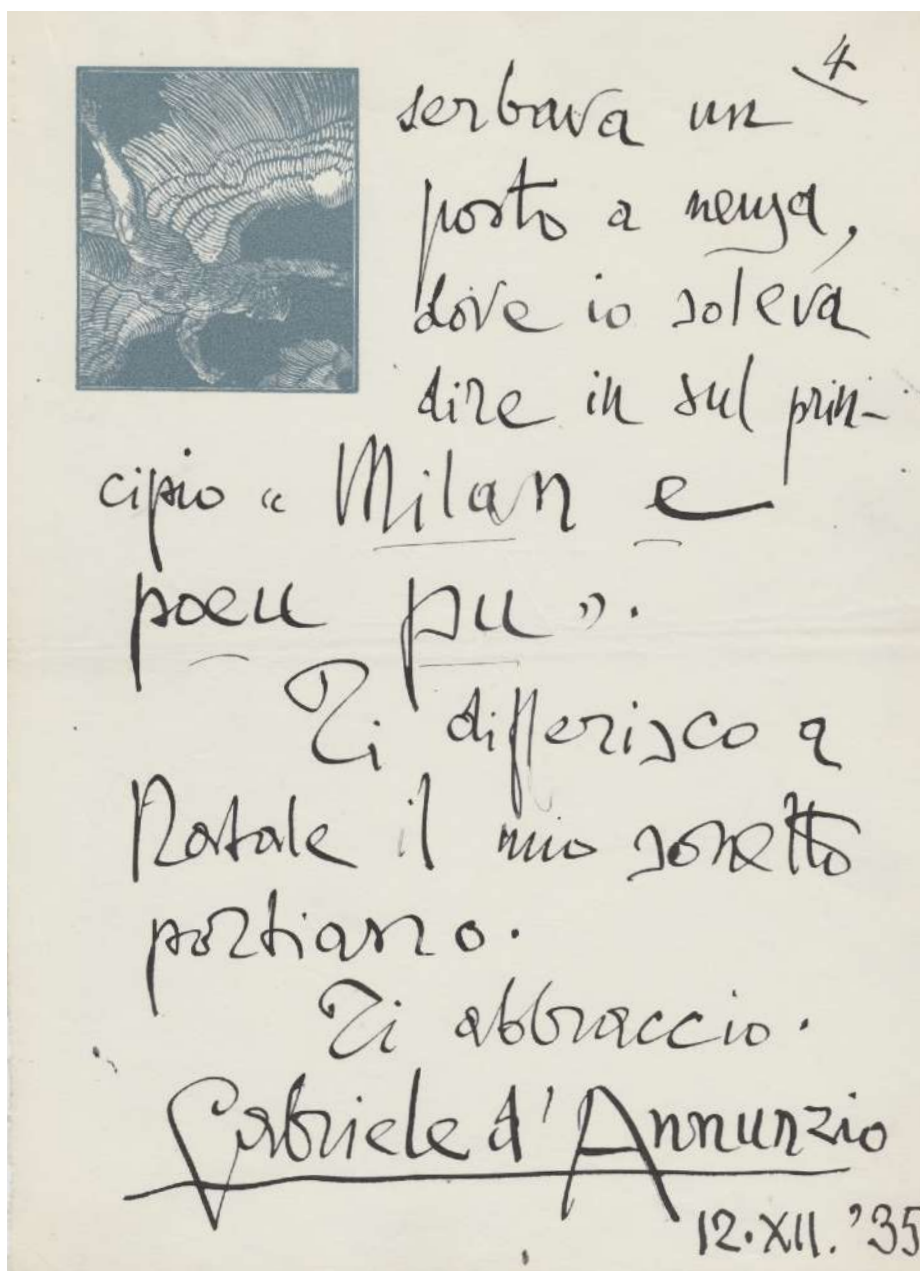 4
serbava un
posto a mensa,
dove io soleva
dire in sul prin-
cipio « Milan e
poeu pu ».
Ti differisco a
Natale il mio sonetto
portiano.
Ti abbraccio.
Gabriele d'Annunzio
12.XII.'35